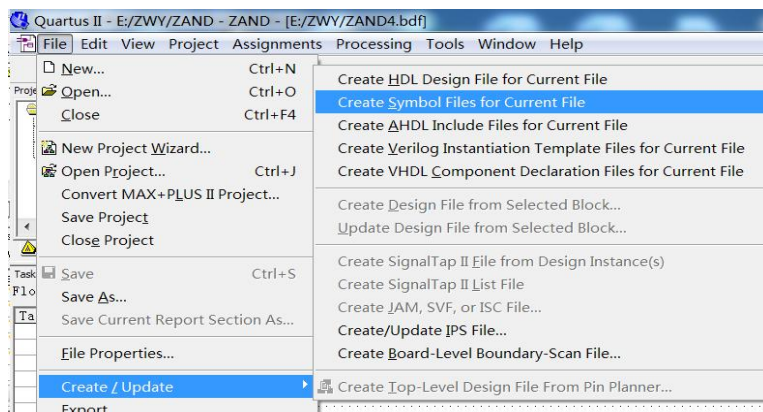 Quartus II - E:/ZWY/ZAND - ZAND - [E:/ZWY/ZAND4.bdf]
File Edit View Project Assignments Processing Tools Window Help
New... Ctrl+N
Open... Ctrl+O
Close Ctrl+F4
New Project Wizard...
Open Project... Ctrl+J
Convert MAX+PLUS II Project...
Save Project
Close Project
Save Ctrl+S
Save As...
Save Current Report Section As...
File Properties...
Create / Update
Export
Create HDL Design File for Current File
Create Symbol Files for Current File
Create AHDL Include Files for Current File
Create Verilog Instantiation Template Files for Current File
Create VHDL Component Declaration Files for Current File
Create Design File from Selected Block...
Update Design File from Selected Block...
Create SignalTap II File from Design Instance(s)
Create SignalTap II List File
Create JAM, SVF, or ISC File...
Create/Update IPS File...
Create Board-Level Boundary-Scan File...
Create Top-Level Design File From Pin Planner...
Proje
Task
Flo
Ta